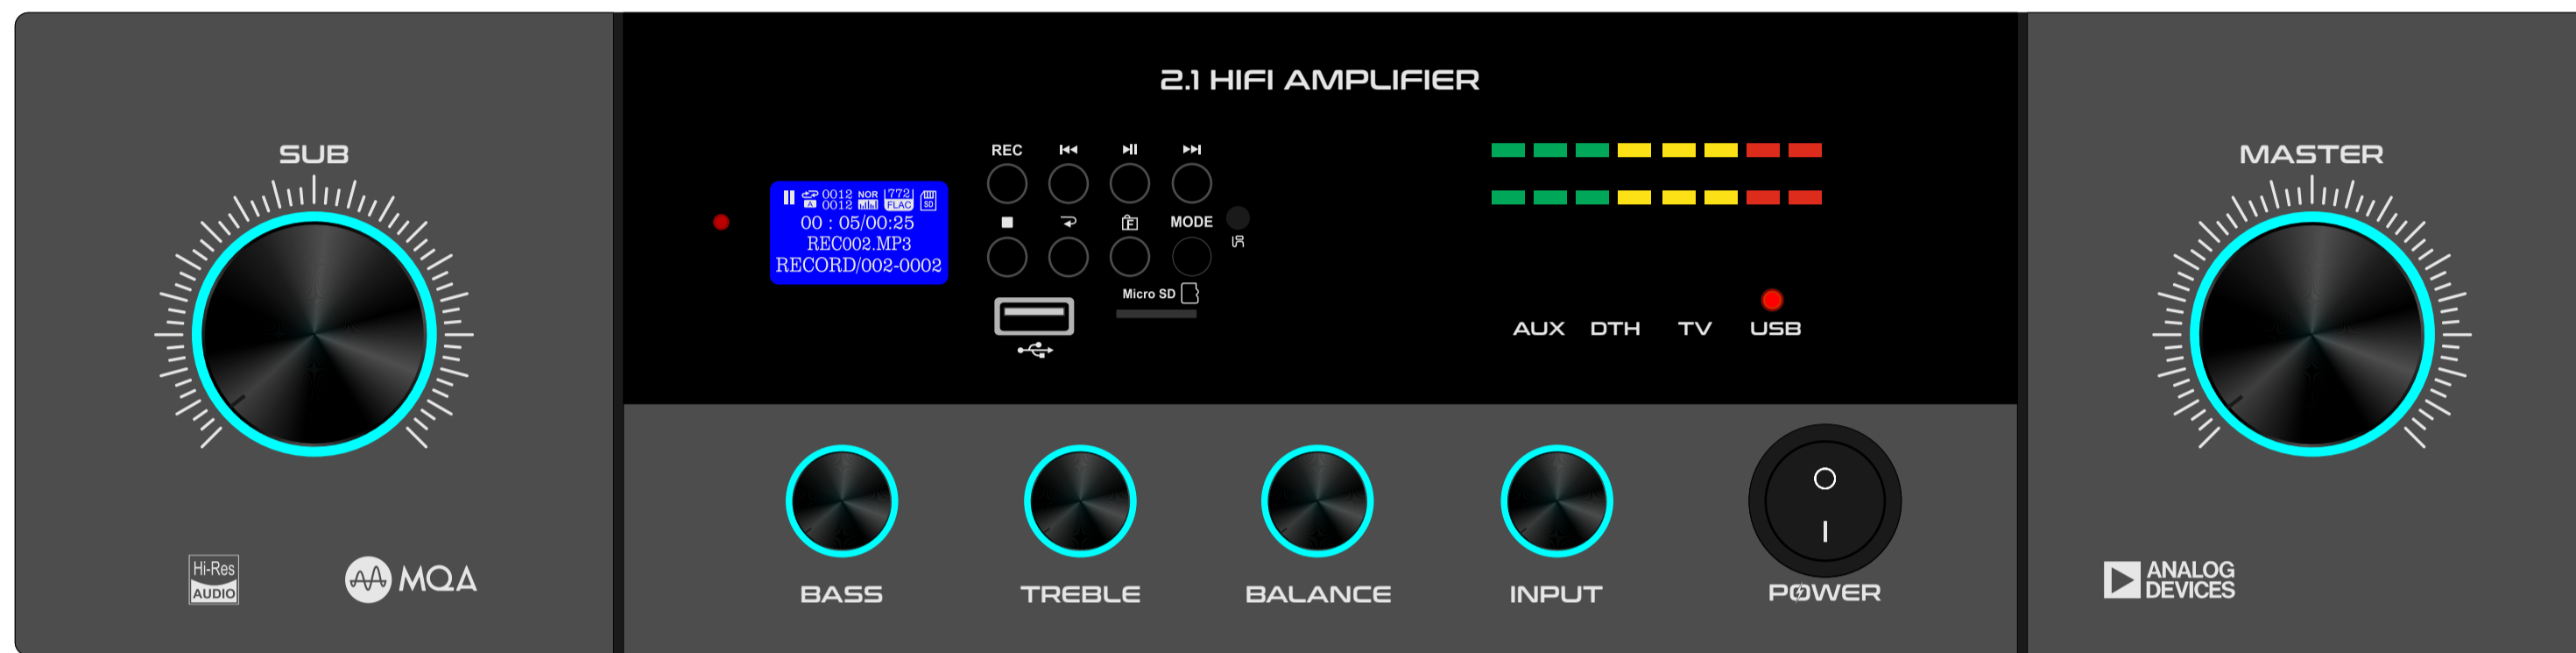 2.1 HIFI AMPLIFIER
SUB
MASTER
REC
0012 NOR 772
A 0012 FLAC SD
00 : 05/00:25
REC002.MP3
RECORD/002-0002
F
MODE
IR
Micro SD
AUX DTH TV USB
BASS
TREBLE
BALANCE
INPUT
POWER
Hi-Res
AUDIO
MQA
ANALOG
DEVICES